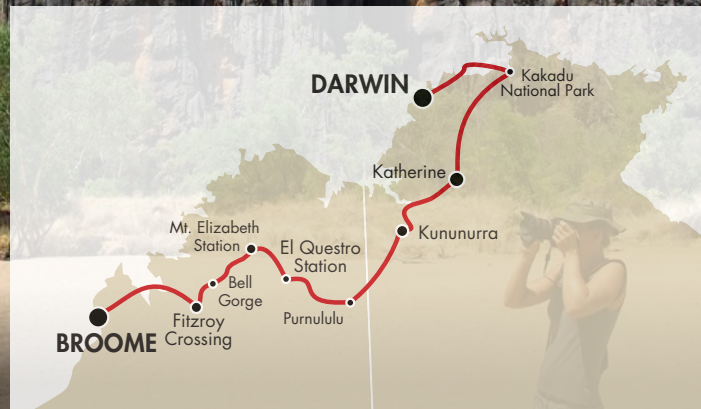 DARWIN
Kakadu
National Park
Katherine
Kununurra
Mt. Elizabeth
Station
El Questro
Station
Bell
Gorge
Purnululu
Fitzroy
Crossing
BROOME